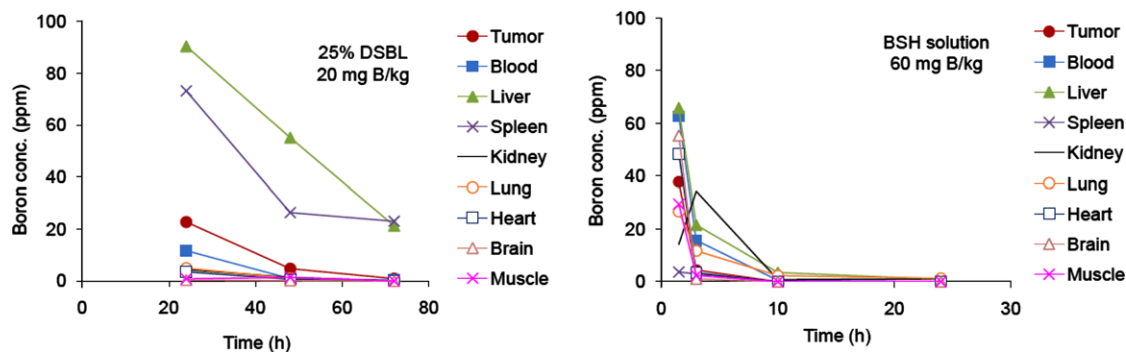 100
80
60
40
20
0
Boron conc. (ppm)
0 20 40 60 80
Time (h)
25% DSBL
20 mg B/kg
Tumor
Blood
Liver
Spleen
Kidney
Lung
Heart
Brain
Muscle
100
80
60
40
20
0
Boron conc. (ppm)
0 10 20 30
Time (h)
BSH solution
60 mg B/kg
Tumor
Blood
Liver
Spleen
Kidney
Lung
Heart
Brain
Muscle